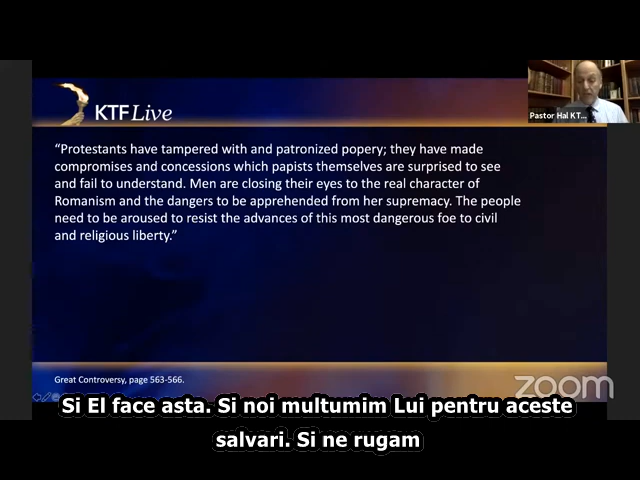 KTF Live
Pastor Hal KT...
“Protestants have tampered with and patronized popery; they have made
compromises and concessions which papists themselves are surprised to see
and fail to understand. Men are closing their eyes to the real character of
Romanism and the dangers to be apprehended from her supremacy. The people
need to be aroused to resist the advances of this most dangerous foe to civil
and religious liberty.”
Great Controversy, page 563-566.
zoom
Si El face asta. Si noi multumim Lui pentru aceste
salvari. Si ne rugam